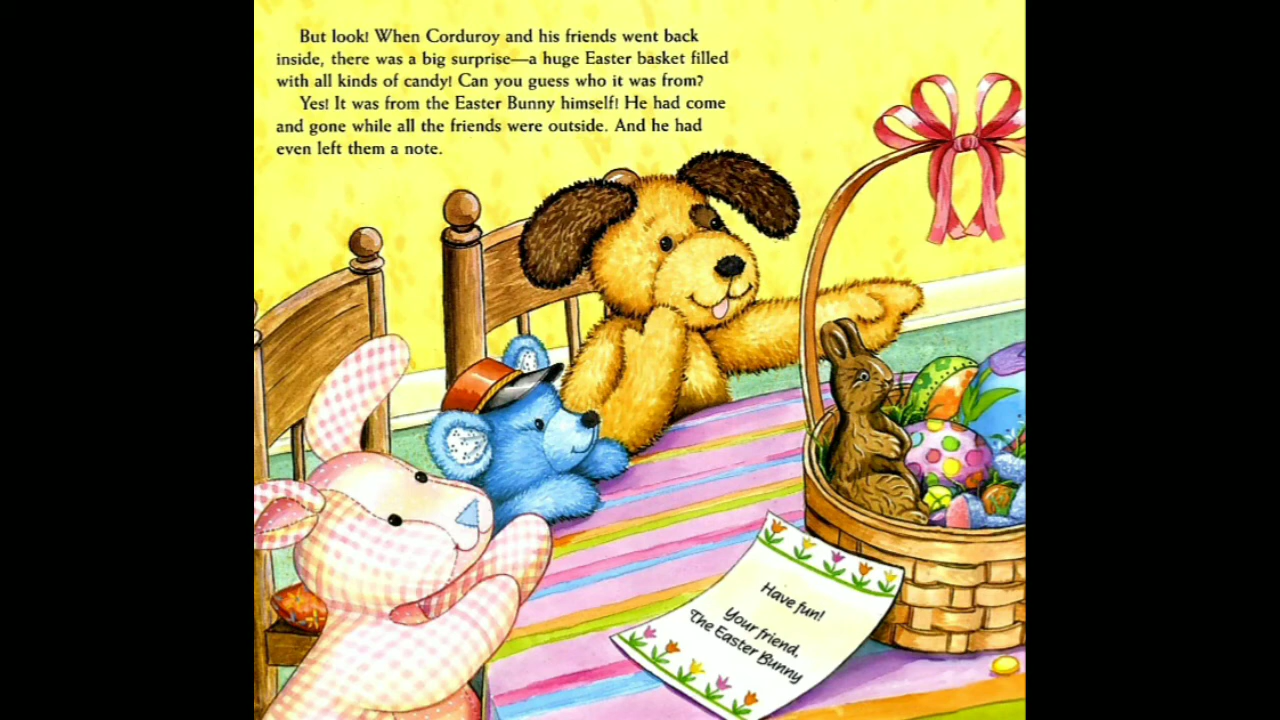 But look! When Corduroy and his friends went back
inside, there was a big surprise—a huge Easter basket filled
with all kinds of candy! Can you guess who it was from?
Yes! It was from the Easter Bunny himself! He had come
and gone while all the friends were outside. And he had
even left them a note.
Have fun!
Your friend,
The Easter Bunny